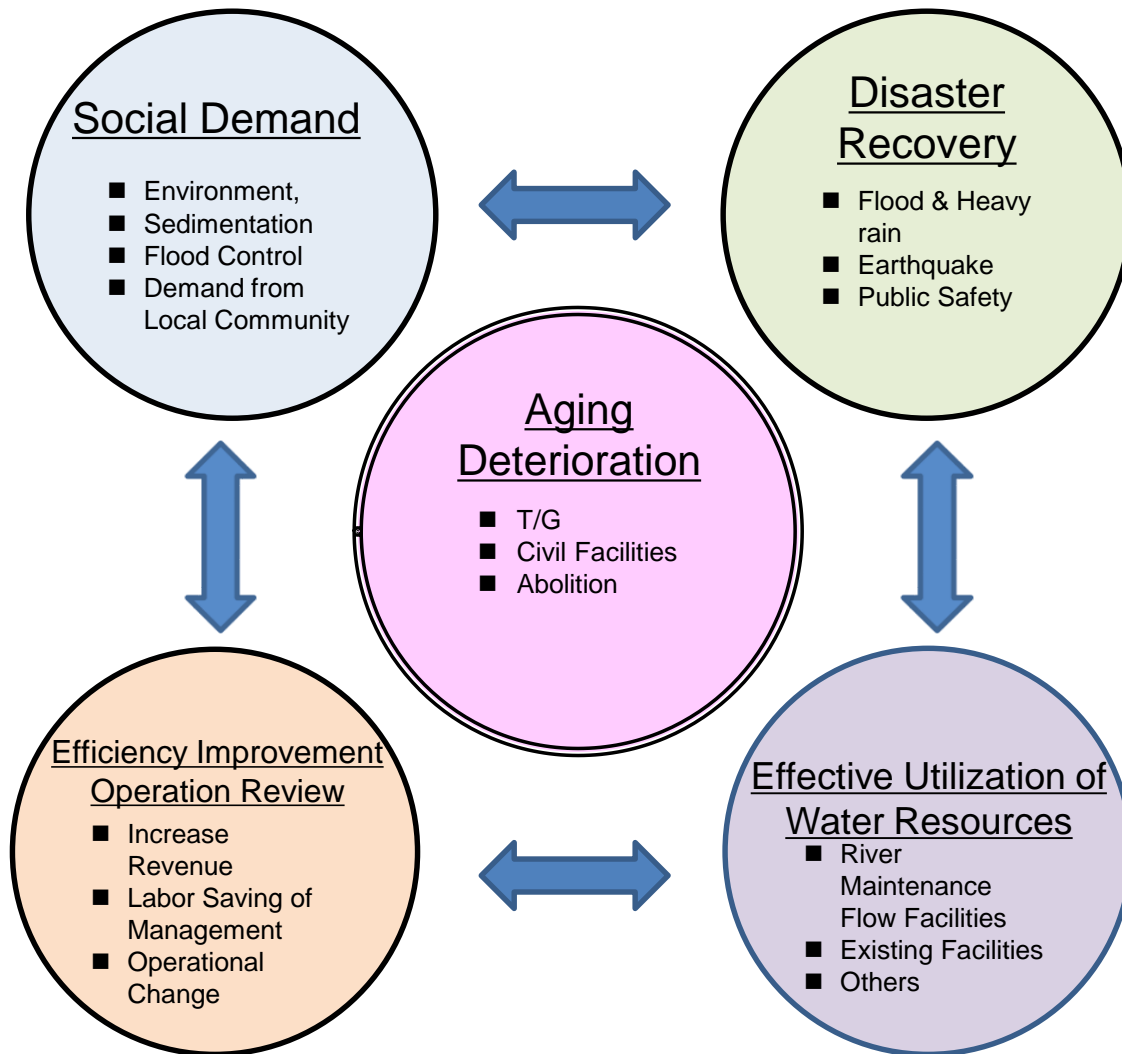 Social Demand
■ Environment,
■ Sedimentation
■ Flood Control
■ Demand from
Local Community
Disaster
Recovery
■ Flood & Heavy
rain
■ Earthquake
■ Public Safety
Aging
Deterioration
■ T/G
■ Civil Facilities
■ Abolition
Efficiency Improvement
Operation Review
■ Increase
Revenue
■ Labor Saving of
Management
■ Operational
Change
Effective Utilization of
Water Resources
■ River
Maintenance
Flow Facilities
■ Existing Facilities
■ Others